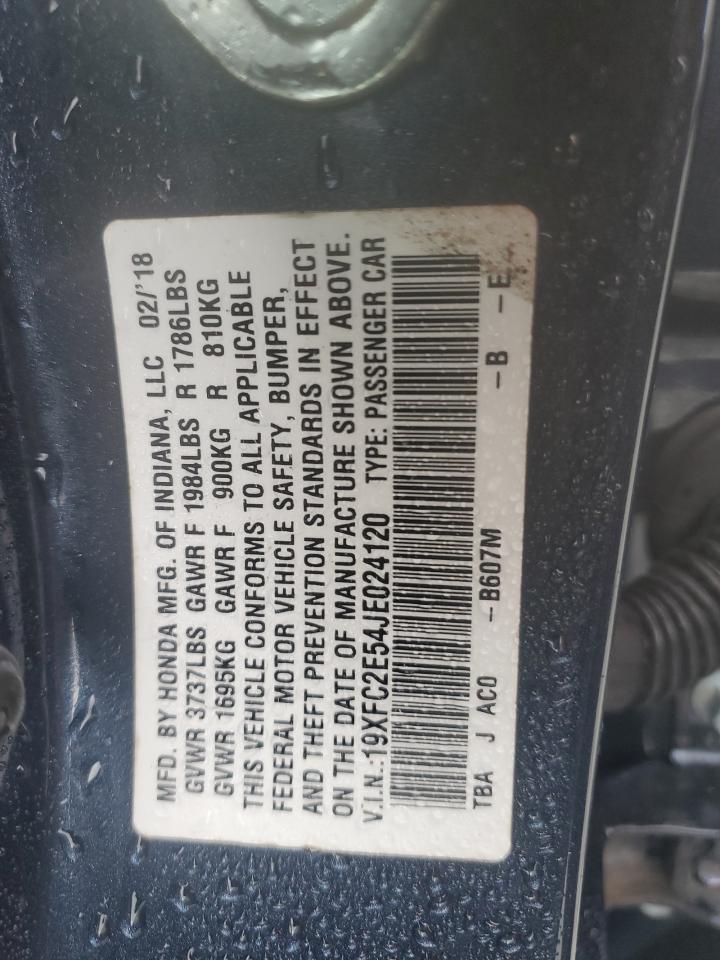 MFD. BY HONDA MFG. OF INDIANA, LLC 02/'18
GVWR 3737LBS GAWR F 1984LBS R 1786LBS
GVWR 1695KG GAWR F 900KG R 810KG
THIS VEHICLE CONFORMS TO ALL APPLICABLE
FEDERAL MOTOR VEHICLE SAFETY, BUMPER,
AND THEFT PREVENTION STANDARDS IN EFFECT
ON THE DATE OF MANUFACTURE SHOWN ABOVE.
V.I.N.:19XFC2E54JE024120 TYPE: PASSENGER CAR
TBA J AC0 -B607M -B -E